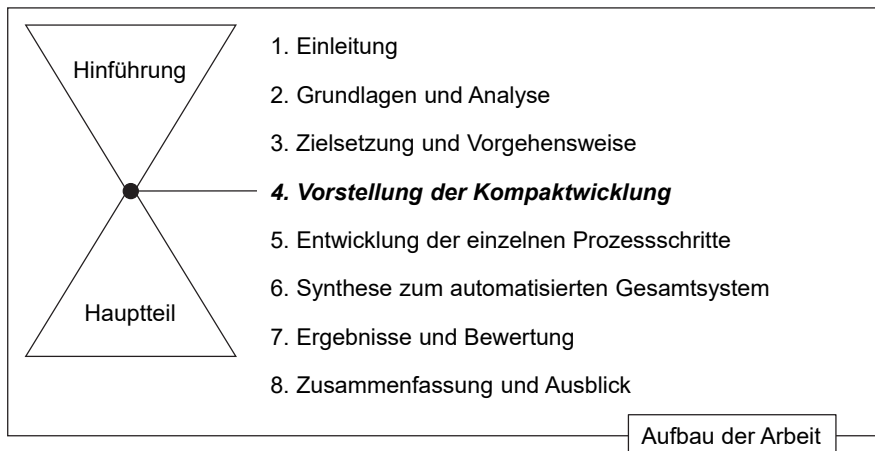 Hinführung
1. Einleitung
2. Grundlagen und Analyse
3. Zielsetzung und Vorgehensweise
4. Vorstellung der Kompaktwicklung
5. Entwicklung der einzelnen Prozessschritte
6. Synthese zum automatisierten Gesamtsystem
Hauptteil
7. Ergebnisse und Bewertung
8. Zusammenfassung und Ausblick
Aufbau der Arbeit